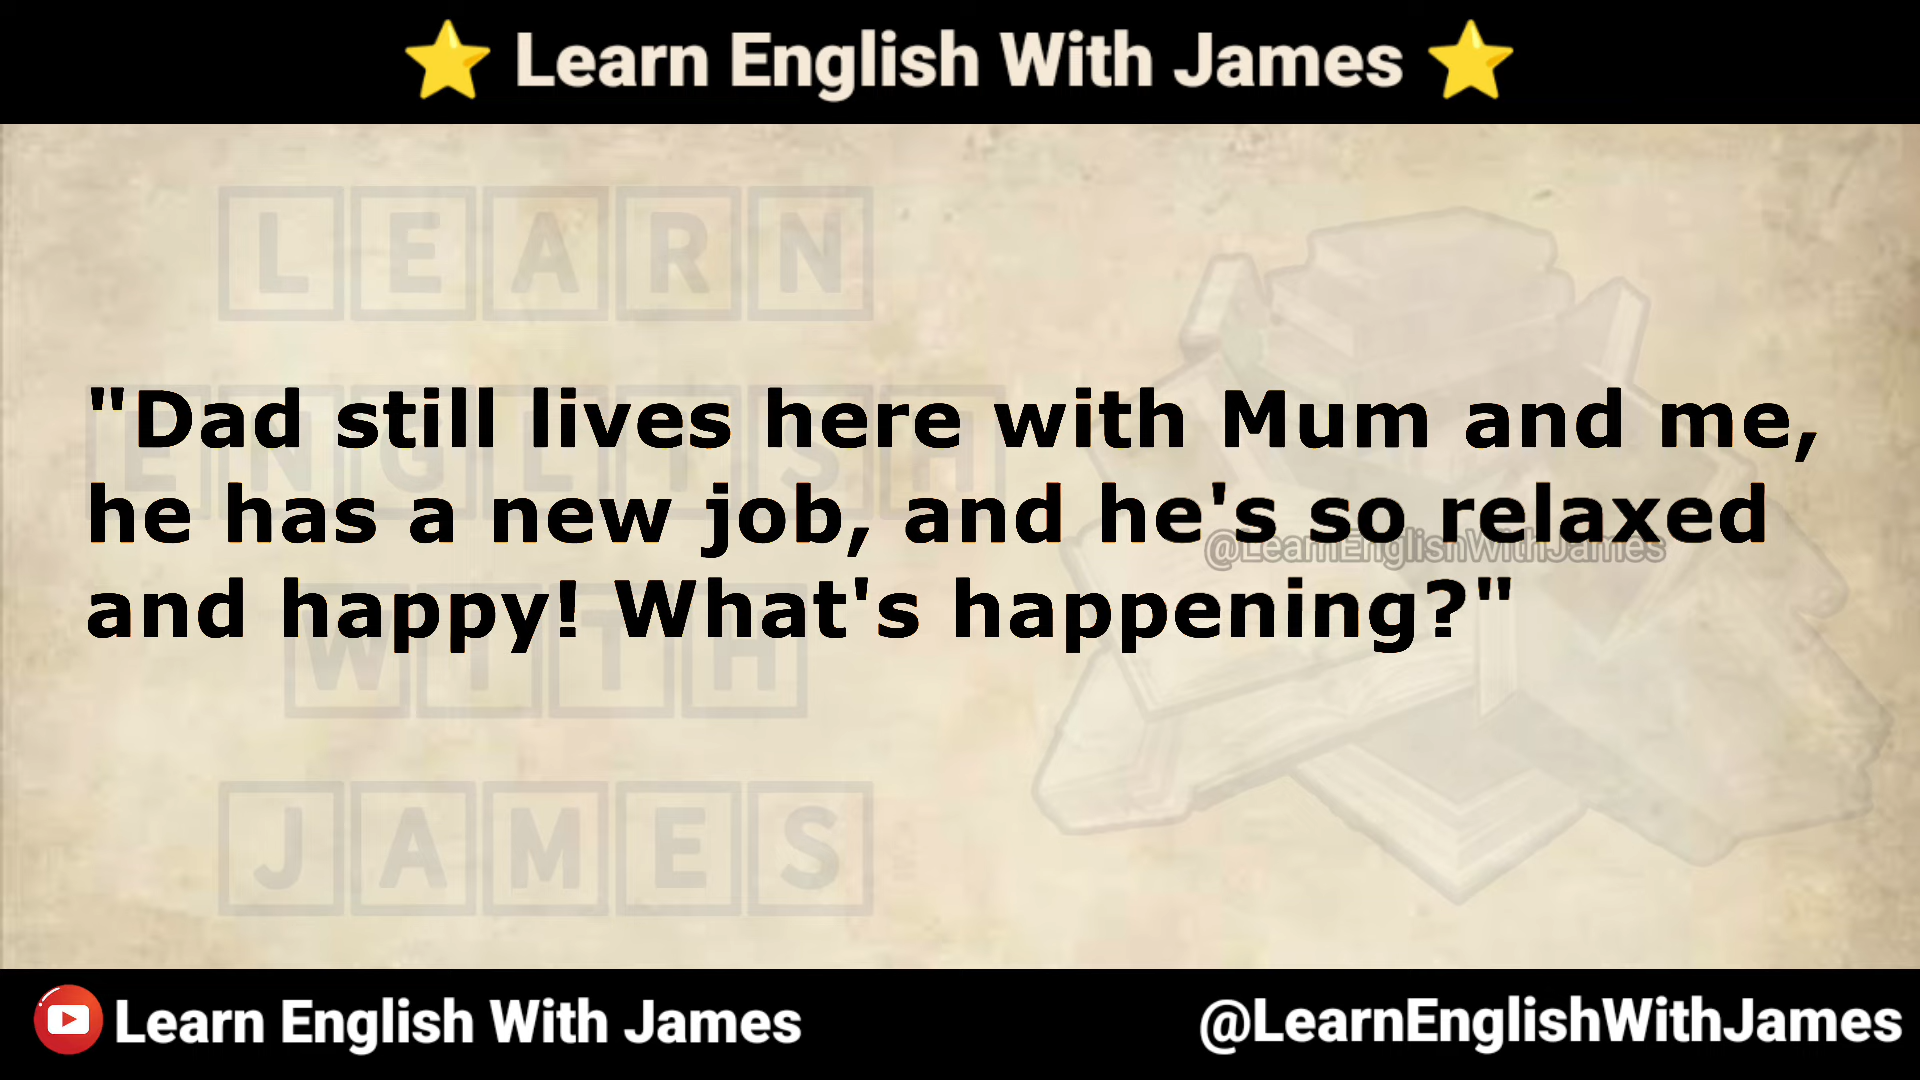 ⭐ Learn English With James ⭐
LEARN
ENGLISH
WITH
JAMES
"Dad still lives here with Mum and me,
he has a new job, and he's so relaxed
and happy! What's happening?"
@LearnEnglishWithJames
Learn English With James
@LearnEnglishWithJames